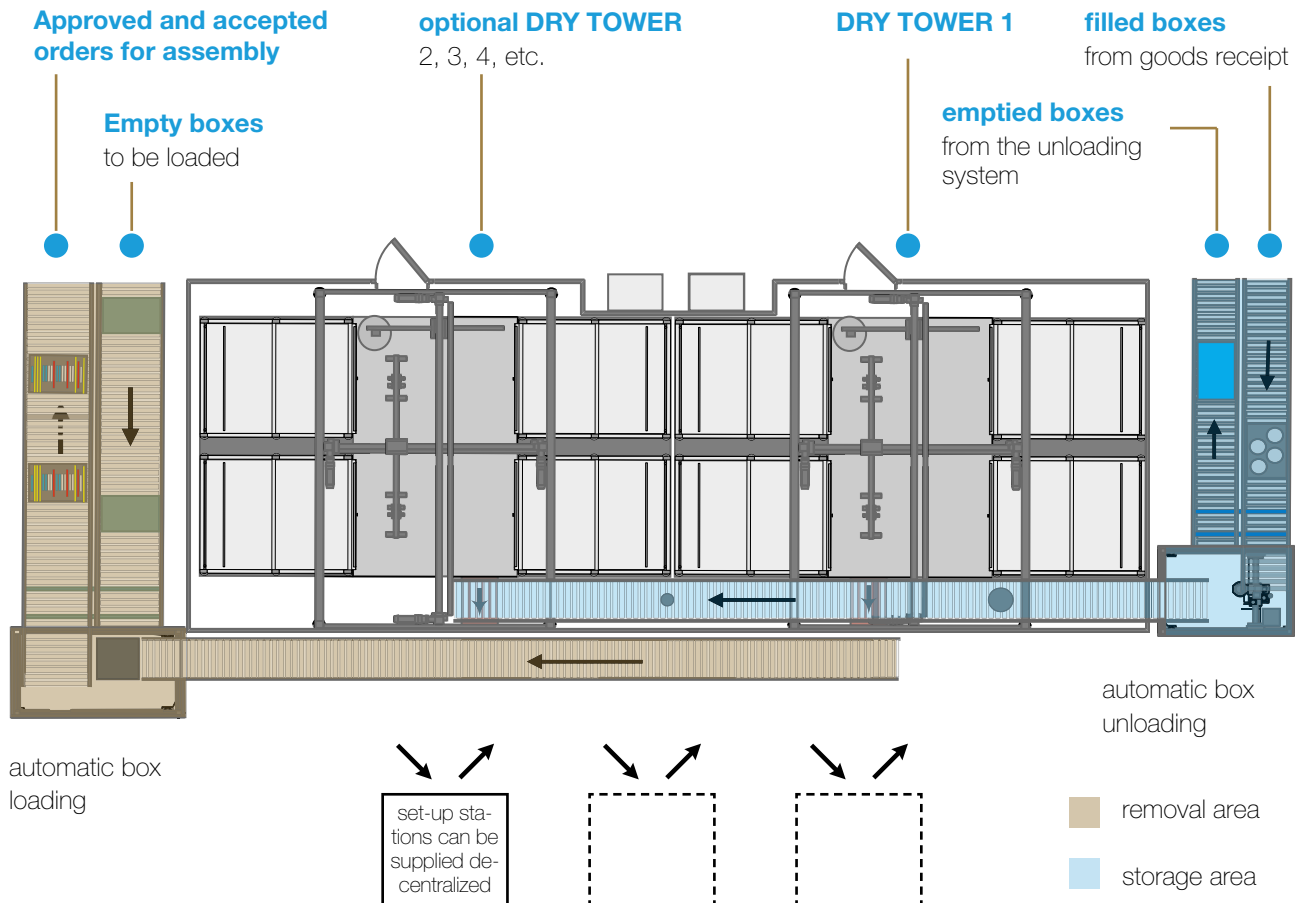 Approved and accepted
orders for assembly
optional DRY TOWER
2, 3, 4, etc.
DRY TOWER 1
filled boxes
from goods receipt
Empty boxes
to be loaded
emptied boxes
from the unloading
system
automatic box
unloading
automatic box
loading
set-up sta-
tions can be
supplied de-
centralized
removal area
storage area